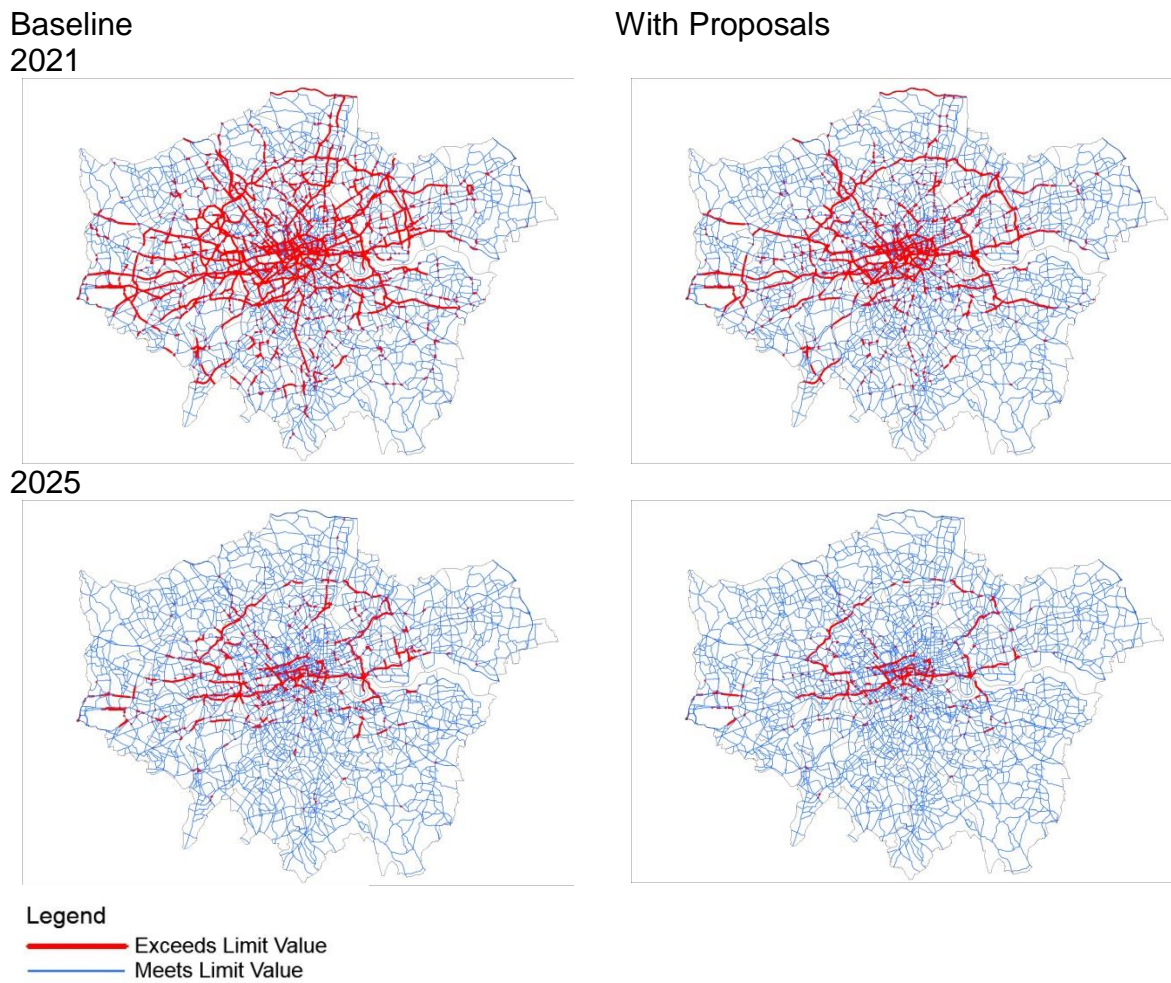 Baseline
With Proposals
2021
2025
Legend
Exceeds Limit Value
Meets Limit Value